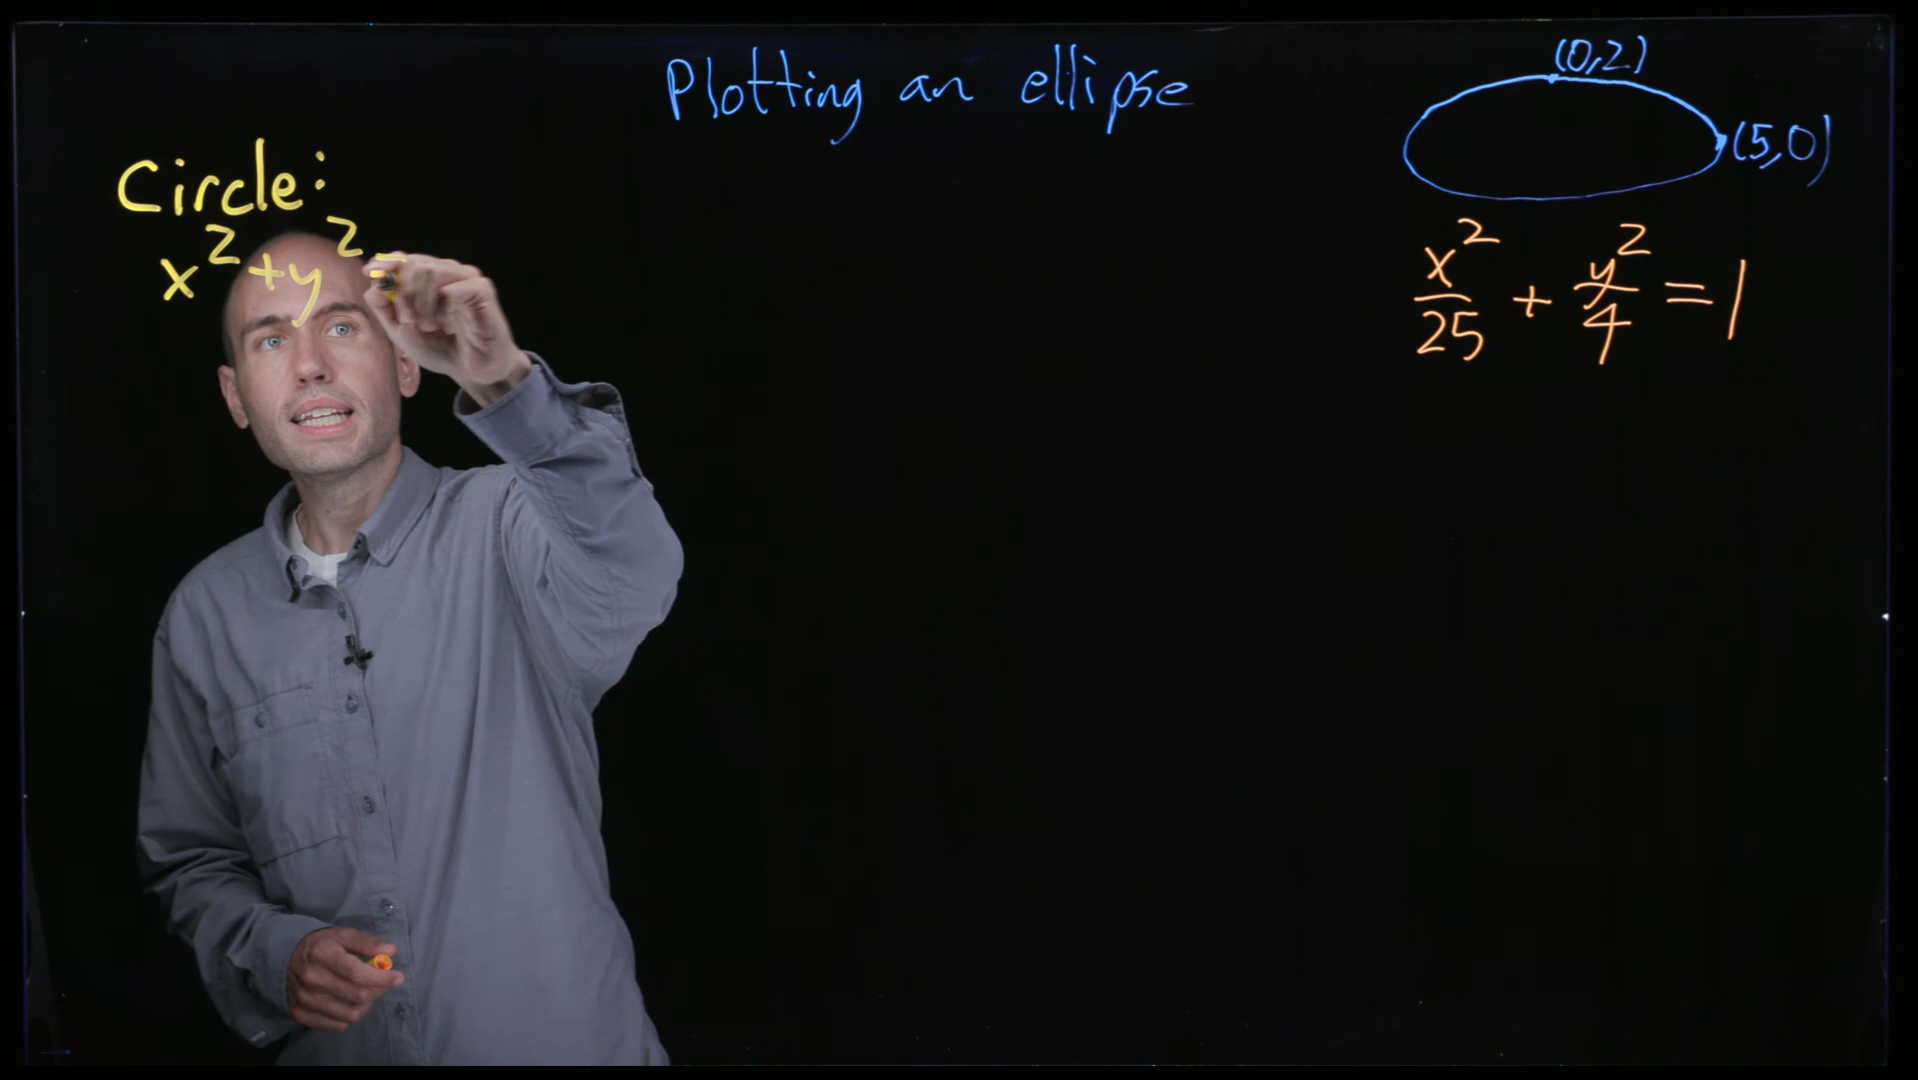 Plotting an ellipse
(0,2)
(5,0)
Circle:
x²+y²=
x²/25 + y²/4 = 1